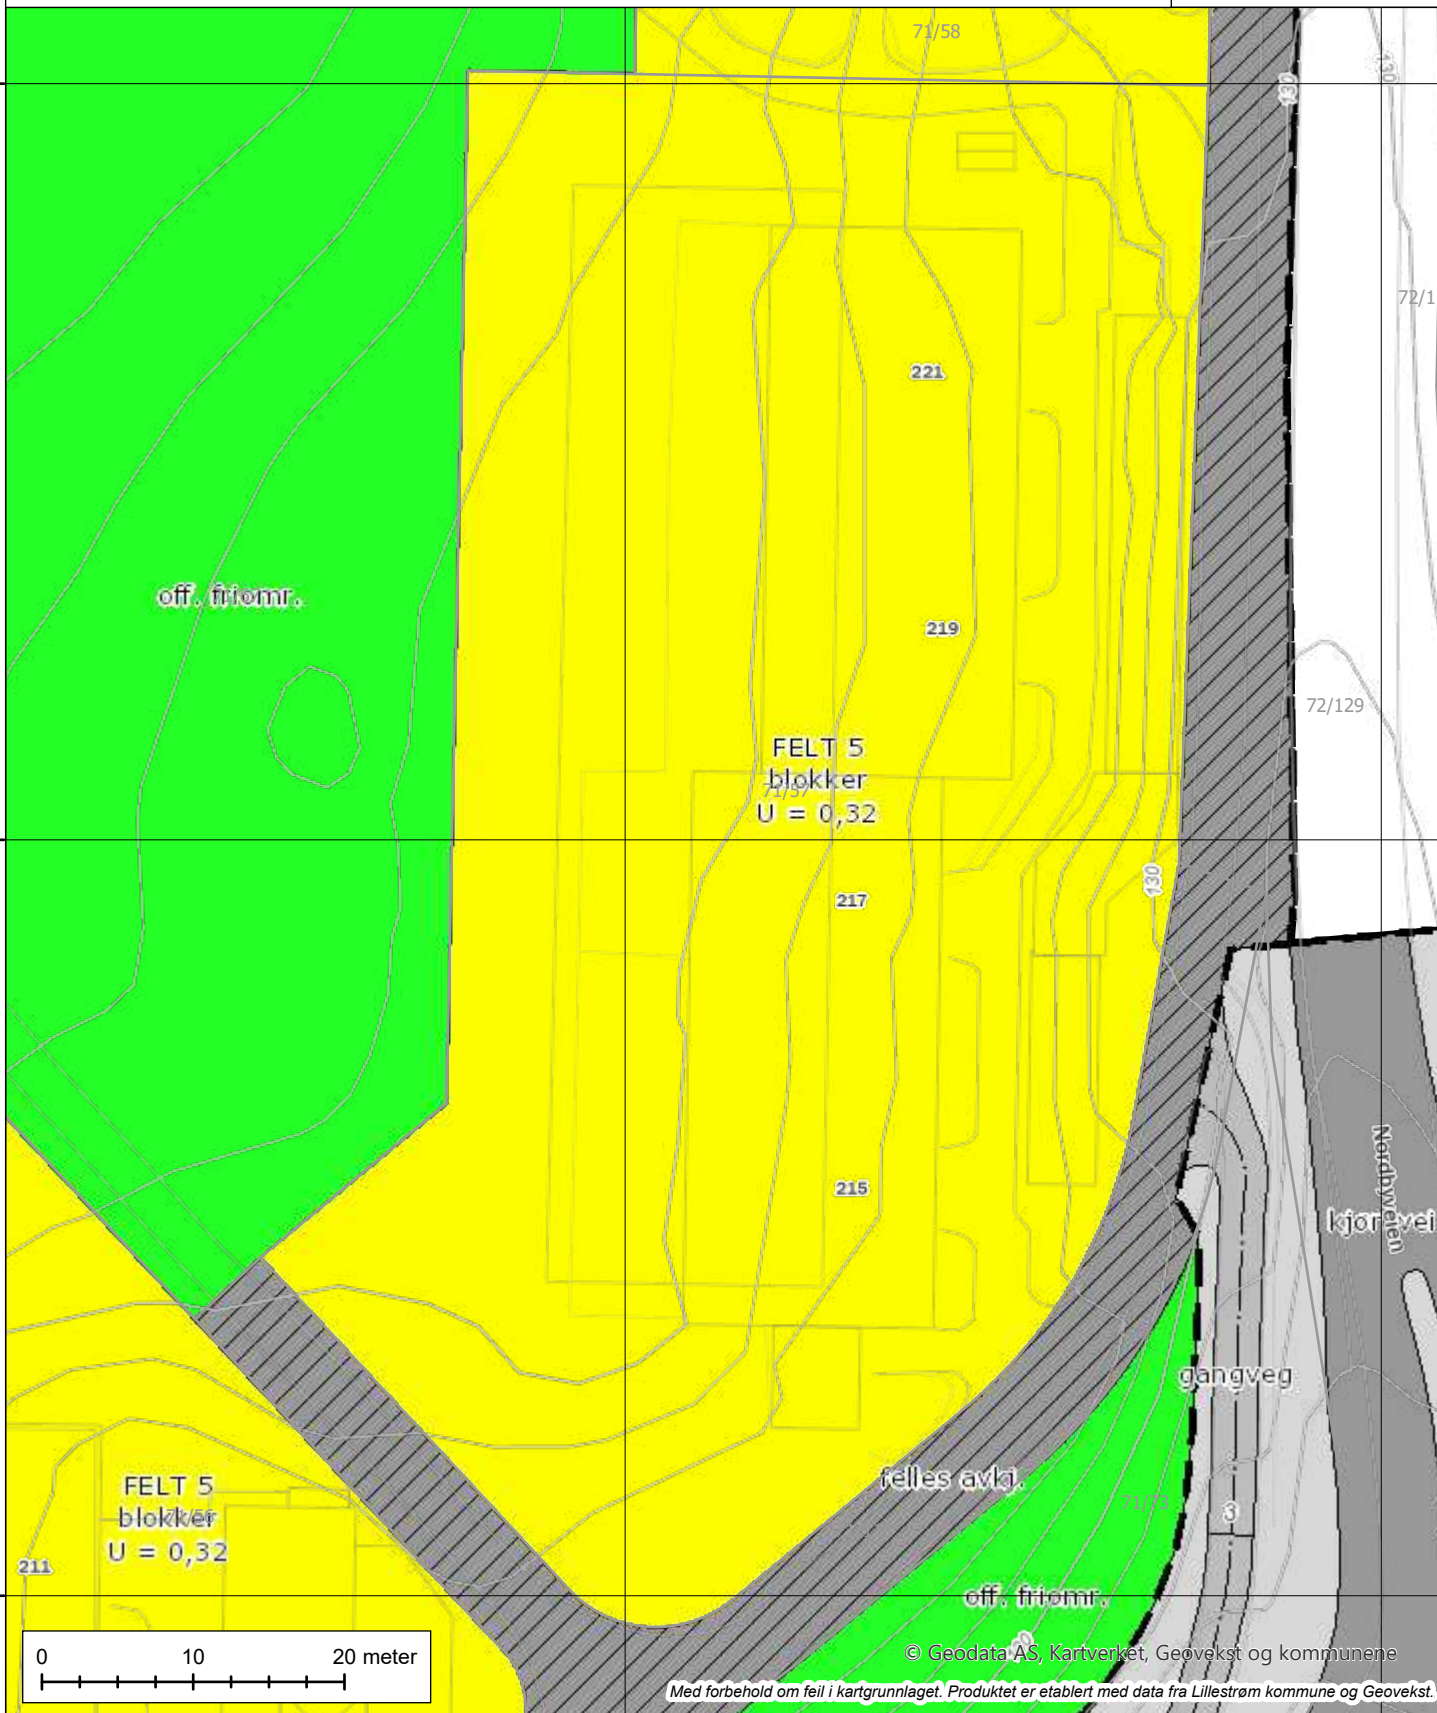 71/58
130
130
72/1
221
off. friomr.
219
72/129
FELT 5
blokker
71/57
U = 0,32
130
217
Nordbyveien
215
kjørevei
gangveg
felles avkj.
71/73
FELT 5
blokker
U = 0,32
3
211
off. friomr.
0 10 20 meter
© Geodata AS, Kartverket, Geovekst og kommunene
Med forbehold om feil i kartgrunnlaget. Produktet er etablert med data fra Lillestrøm kommune og Geovekst.